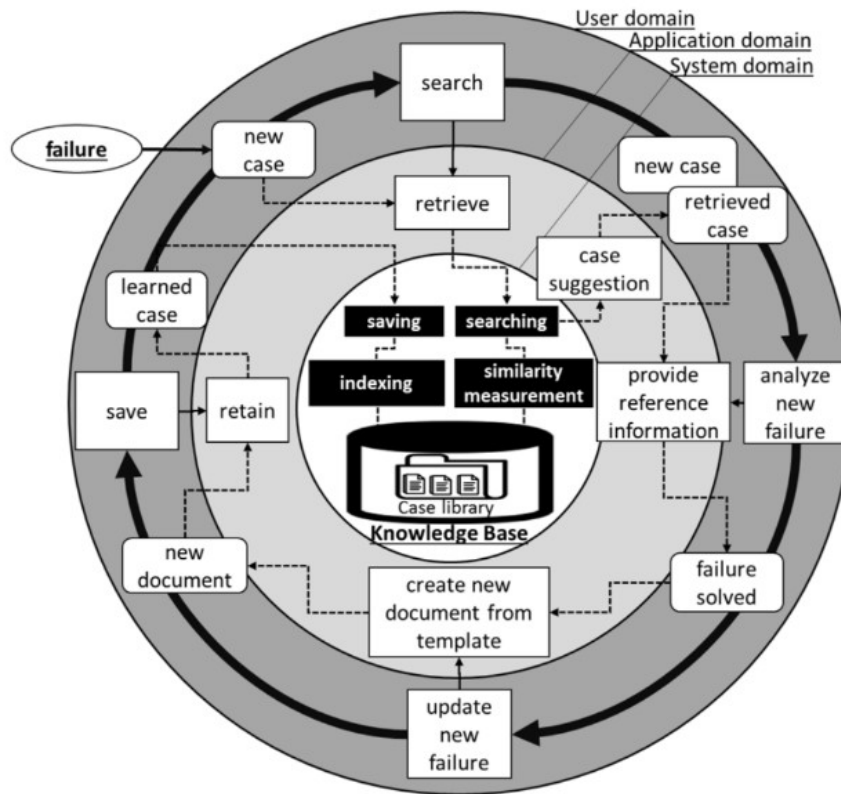 User domain
Application domain
System domain
search
failure
new
case
new case
retrieve
retrieved
case
case
suggestion
learned
case
saving
searching
indexing
similarity
measurement
provide
reference
information
analyze
new
failure
save
retain
Case library
Knowledge Base
new
document
create new
document from
template
failure
solved
update
new
failure